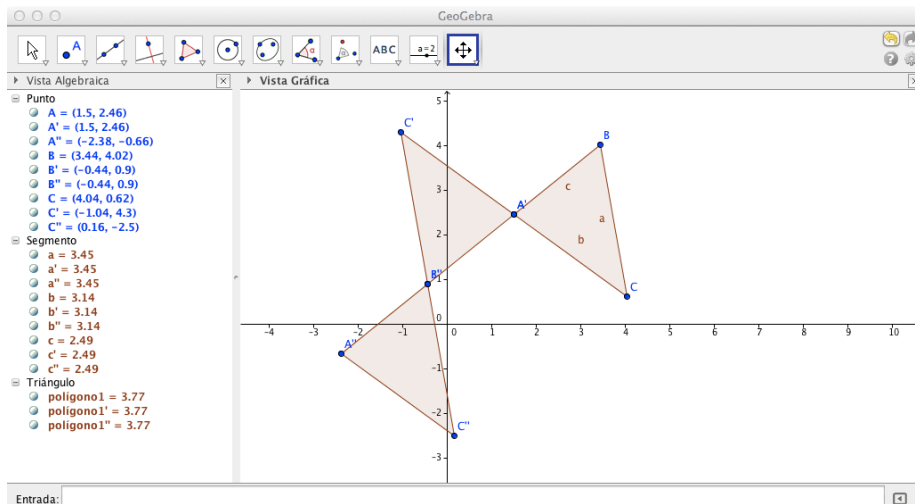 GeoGebra
A
α
ABC
a=2
Vista Algebraica
Vista Gráfica
Punto
A = (1.5, 2.46)
A' = (1.5, 2.46)
A'' = (-2.38, -0.66)
B = (3.44, 4.02)
B' = (-0.44, 0.9)
B'' = (-0.44, 0.9)
C = (4.04, 0.62)
C' = (-1.04, 4.3)
C'' = (0.16, -2.5)
Segmento
a = 3.45
a' = 3.45
a'' = 3.45
b = 3.14
b' = 3.14
b'' = 3.14
c = 2.49
c' = 2.49
c'' = 2.49
Triángulo
polígono1 = 3.77
polígono1' = 3.77
polígono1'' = 3.77
5
C'
B
4
c
3
A'
a
b
2
B''
1
C
0
-4 -3 -2 -1 0 1 2 3 4 5 6 7 8 9 10
A''
-1
-2
C''
-3
Entrada: